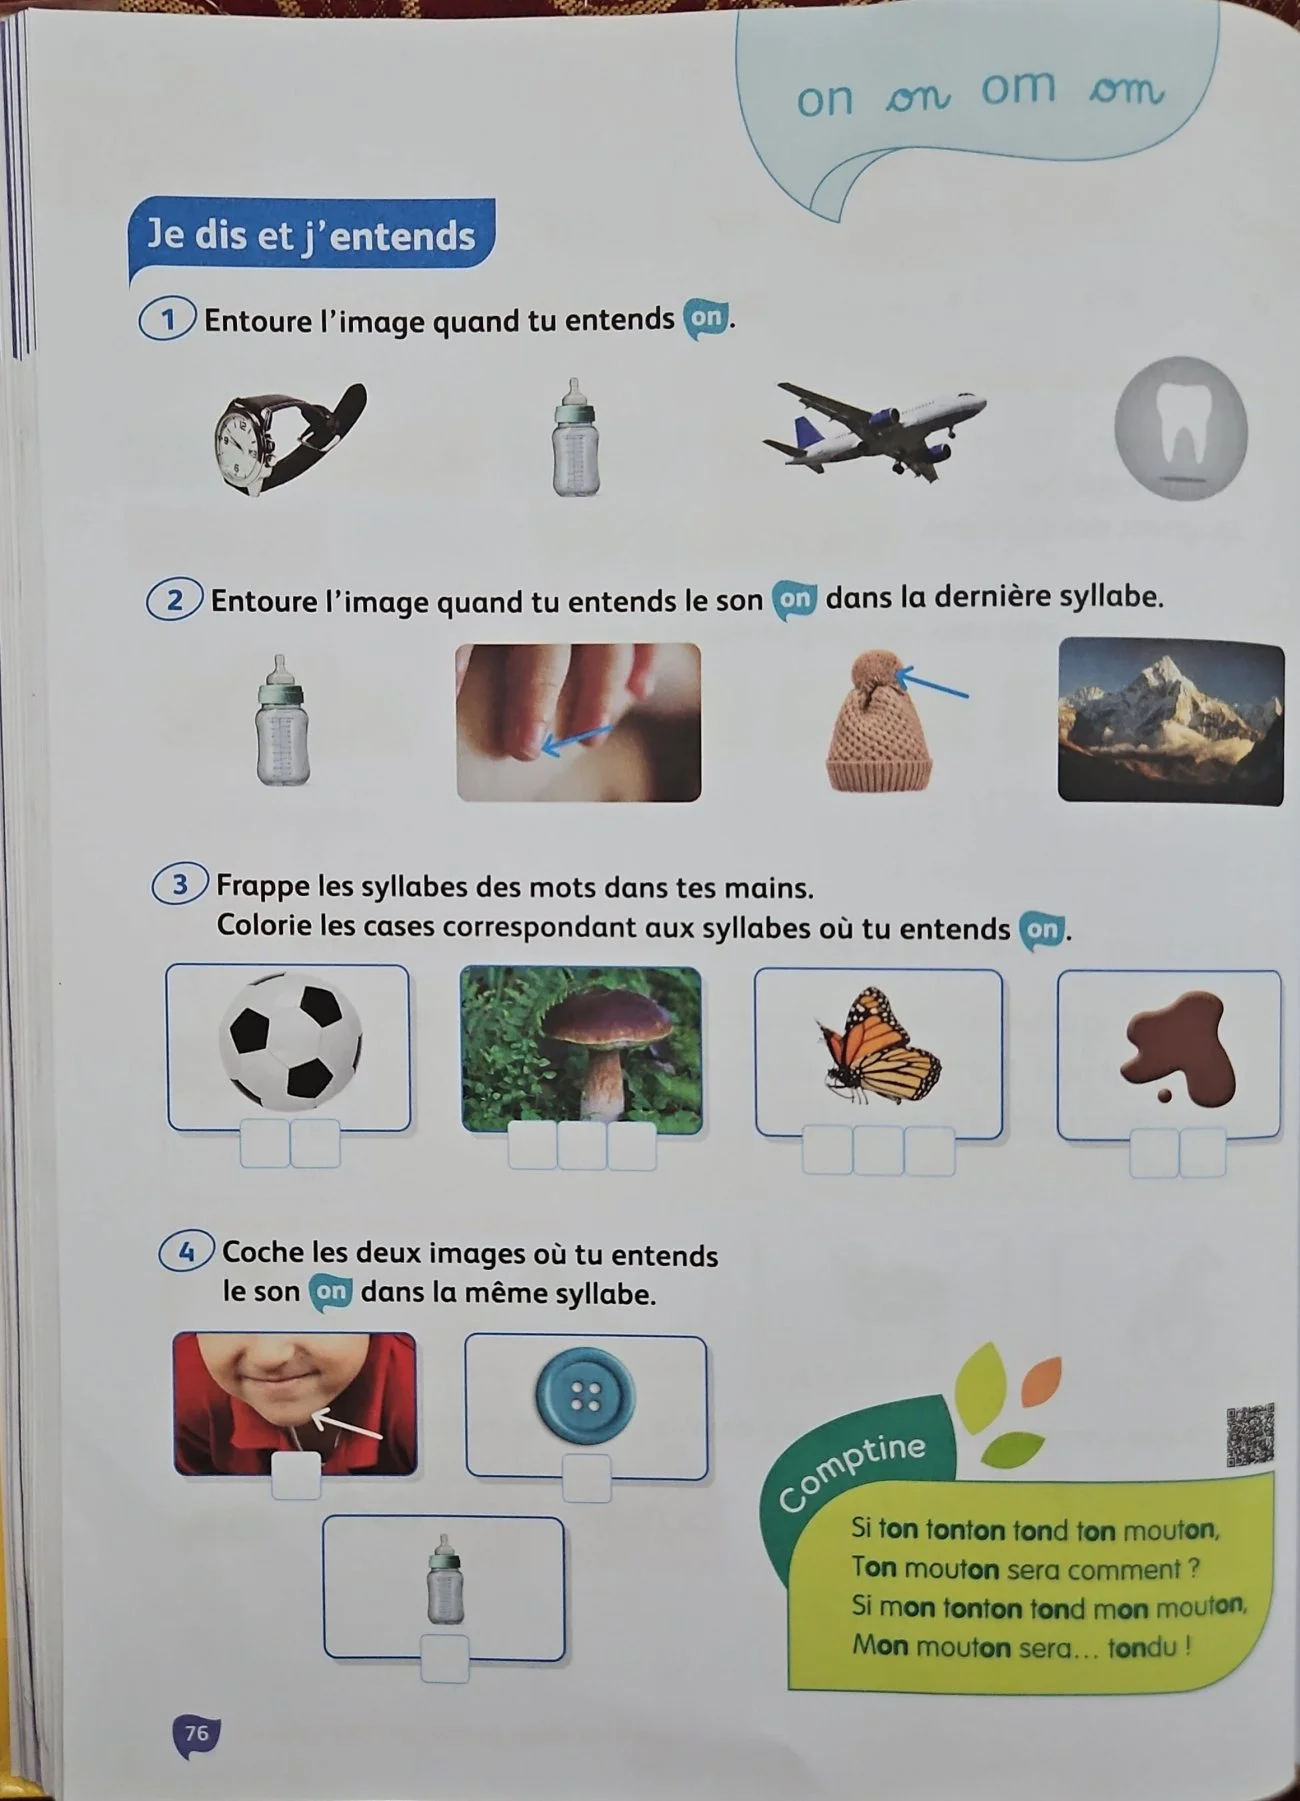 on on om om
Je dis et j'entends
1 Entoure l'image quand tu entends on.
2 Entoure l'image quand tu entends le son on dans la dernière syllabe.
3 Frappe les syllabes des mots dans tes mains.
Colorie les cases correspondant aux syllabes où tu entends on.
4 Coche les deux images où tu entends
le son on dans la même syllabe.
Comptine
Si ton tonton tond ton mouton,
Ton mouton sera comment ?
Si mon tonton tond mon mouton,
Mon mouton sera... tondu !
76